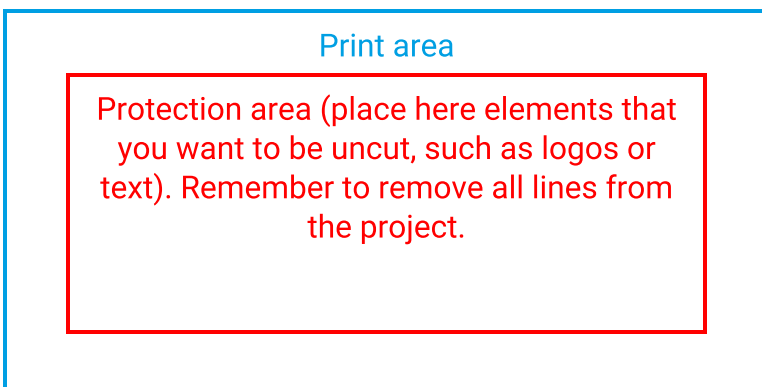 Print area
Protection area (place here elements that
you want to be uncut, such as logos or
text). Remember to remove all lines from
the project.